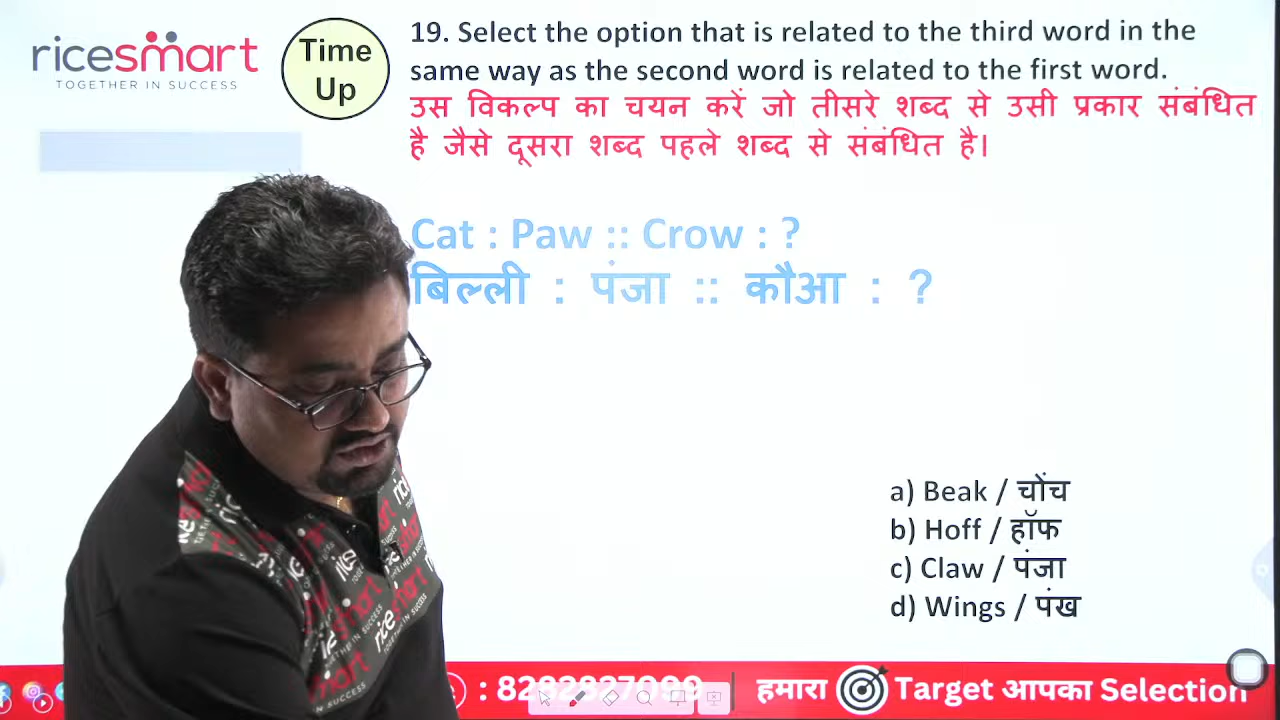 ricesmart
TOGETHER IN SUCCESS
Time
Up
19. Select the option that is related to the third word in the
same way as the second word is related to the first word.
उस विकल्प का चयन करें जो तीसरे शब्द से उसी प्रकार संबंधित
है जैसे दूसरा शब्द पहले शब्द से संबंधित है।
Cat : Paw :: Crow : ?
बिल्ली : पंजा :: कौआ : ?
a) Beak / चोंच
b) Hoff / हॉफ
c) Claw / पंजा
d) Wings / पंख
: 8282827099
हमारा Target आपका Selection